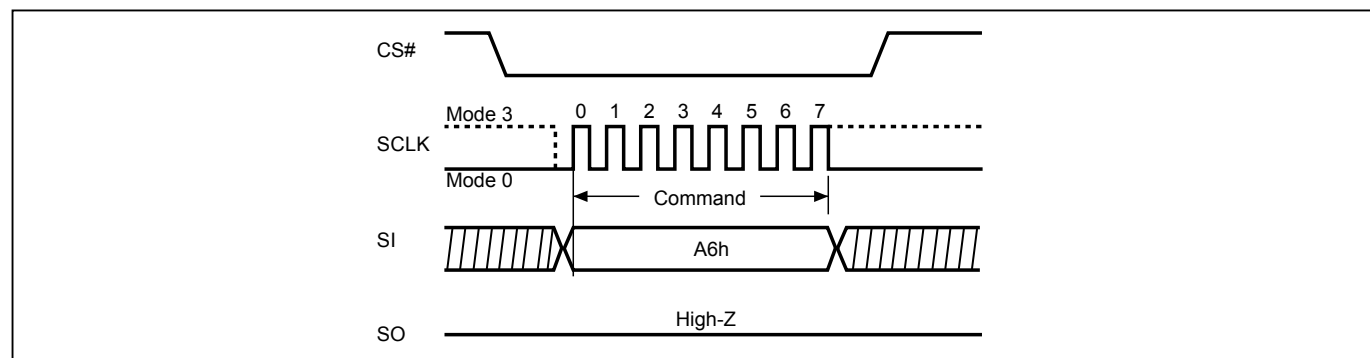 CS#
Mode 3
0 1 2 3 4 5 6 7
SCLK
Mode 0
Command
SI
A6h
High-Z
SO